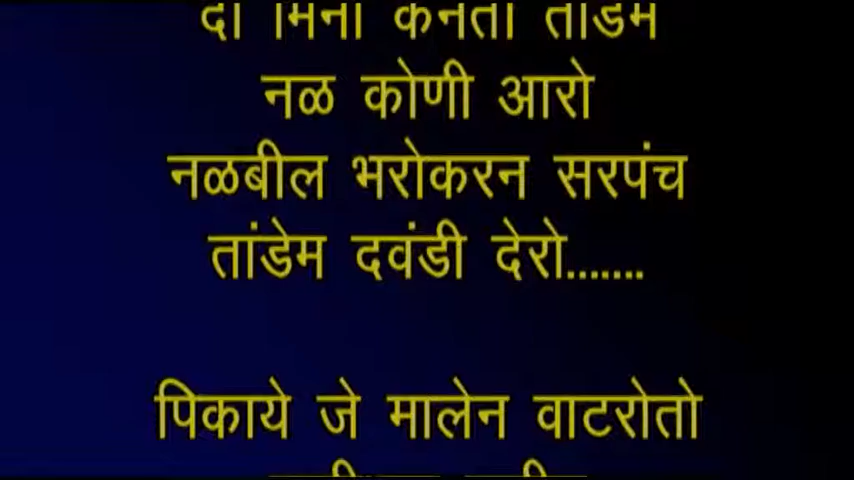 नळ कोणी आरो
नळबील भरोकरन सरपंच
तांडेम दवंडी देरो.......
पिकाये जे मालेन वाटरोतो